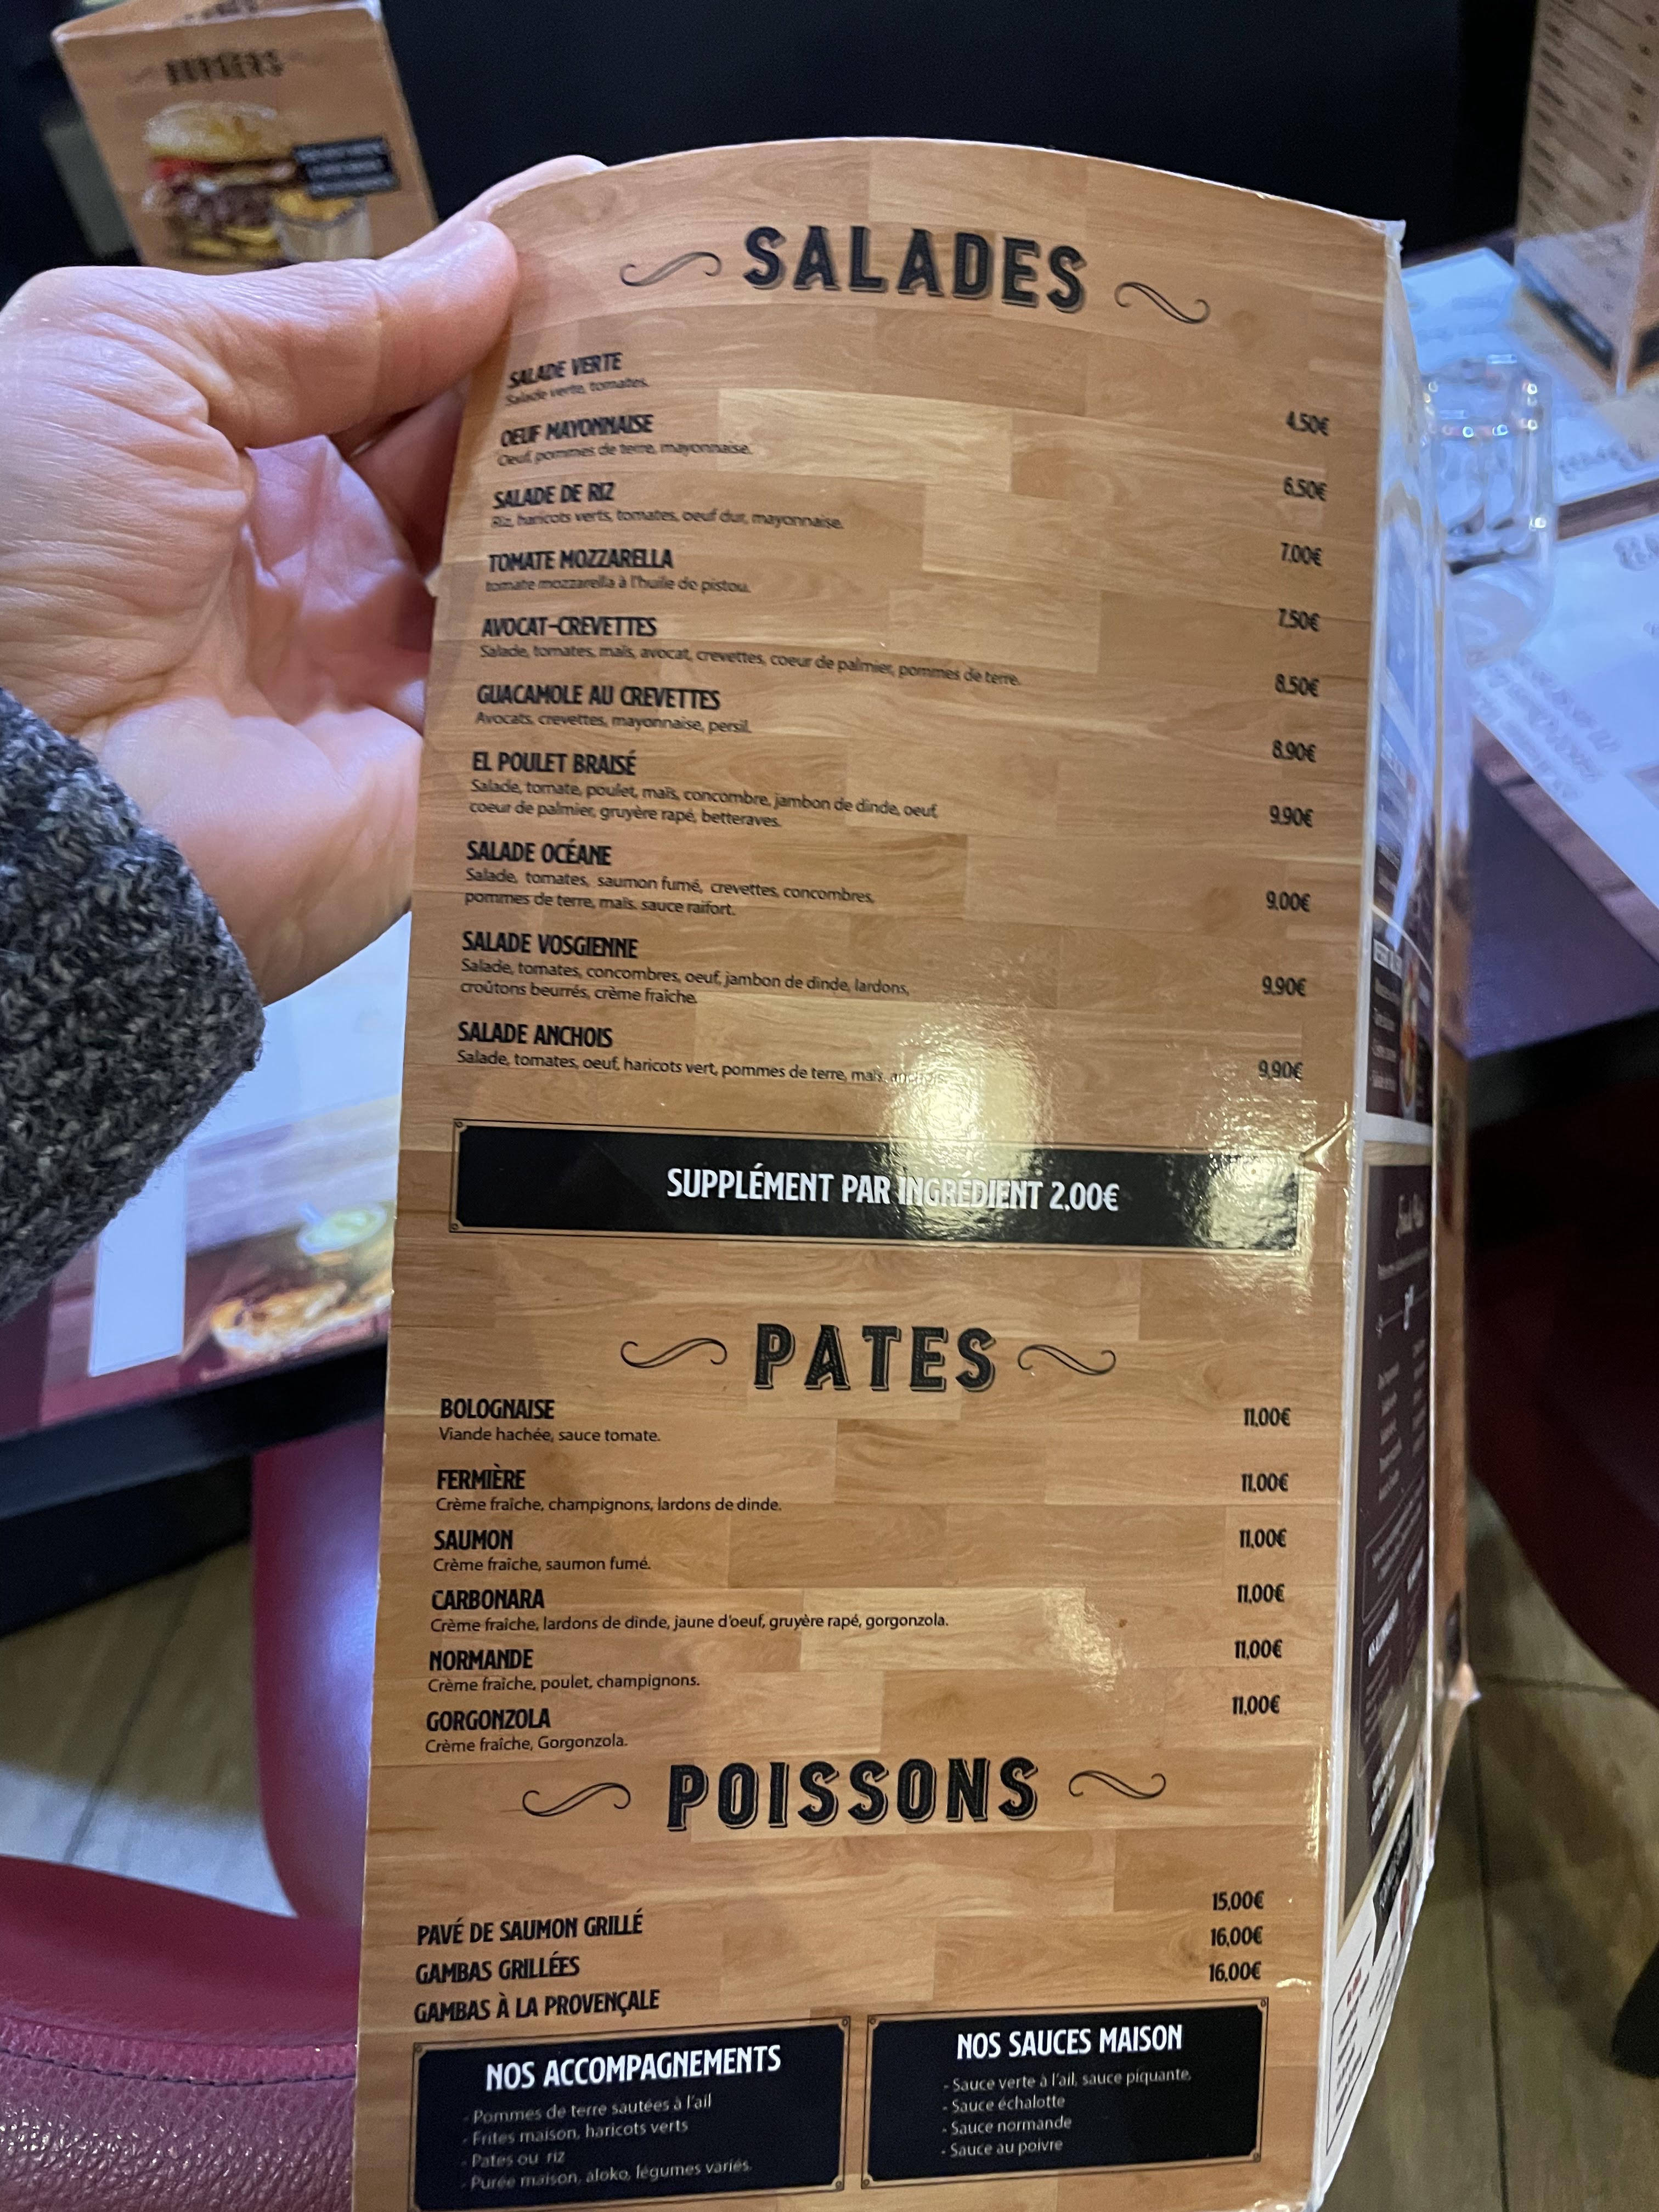 BURGERS
SALADES
SALADE VERTE
Salade verte, tomates.
4.50€
OEUF MAYONNAISE
Oeuf, pommes de terre, mayonnaise.
6.50€
SALADE DE RIZ
Riz, haricots verts, tomates, oeuf dur, mayonnaise.
7.00€
TOMATE MOZZARELLA
tomate mozzarella à l'huile de pistou.
7.50€
AVOCAT-CREVETTES
Salade, tomates, maïs, avocat, crevettes, coeur de palmier, pommes de terre.
8.50€
GUACAMOLE AU CREVETTES
Avocats, crevettes, mayonnaise, persil.
8.90€
EL POULET BRAISÉ
Salade, tomate, poulet, maïs, concombre, jambon de dinde, oeuf,
coeur de palmier, gruyère rapé, betteraves.
9.90€
SALADE OCÉANE
Salade, tomates, saumon fumé, crevettes, concombres,
pommes de terre, maïs. sauce raifort.
9.00€
SALADE VOSGIENNE
Salade, tomates, concombres, oeuf, jambon de dinde, lardons,
croûtons beurrés, crème fraîche.
9.90€
SALADE ANCHOIS
Salade, tomates, oeuf, haricots vert, pommes de terre, maïs, anchois
9.90€
SUPPLÉMENT PAR INGRÉDIENT 2.00€
PATES
BOLOGNAISE 11.00€
Viande hachée, sauce tomate.
FERMIÈRE 11.00€
Crème fraîche, champignons, lardons de dinde.
SAUMON 11.00€
Crème fraîche, saumon fumé.
CARBONARA 11.00€
Crème fraîche, lardons de dinde, jaune d'oeuf, gruyère rapé, gorgonzola.
NORMANDE 11.00€
Crème fraîche, poulet, champignons.
GORGONZOLA 11.00€
Crème fraîche, Gorgonzola.
POISSONS
PAVÉ DE SAUMON GRILLÉ 15.00€
GAMBAS GRILLÉES 16.00€
GAMBAS À LA PROVENÇALE 16.00€
NOS ACCOMPAGNEMENTS
- Pommes de terre sautées à l'ail
- Frites maison, haricots verts
- Pates ou riz
- Purée maison, aloko, légumes variés.
NOS SAUCES MAISON
- Sauce verte à l'ail, sauce piquante,
- Sauce échalotte
- Sauce normande
- Sauce au poivre